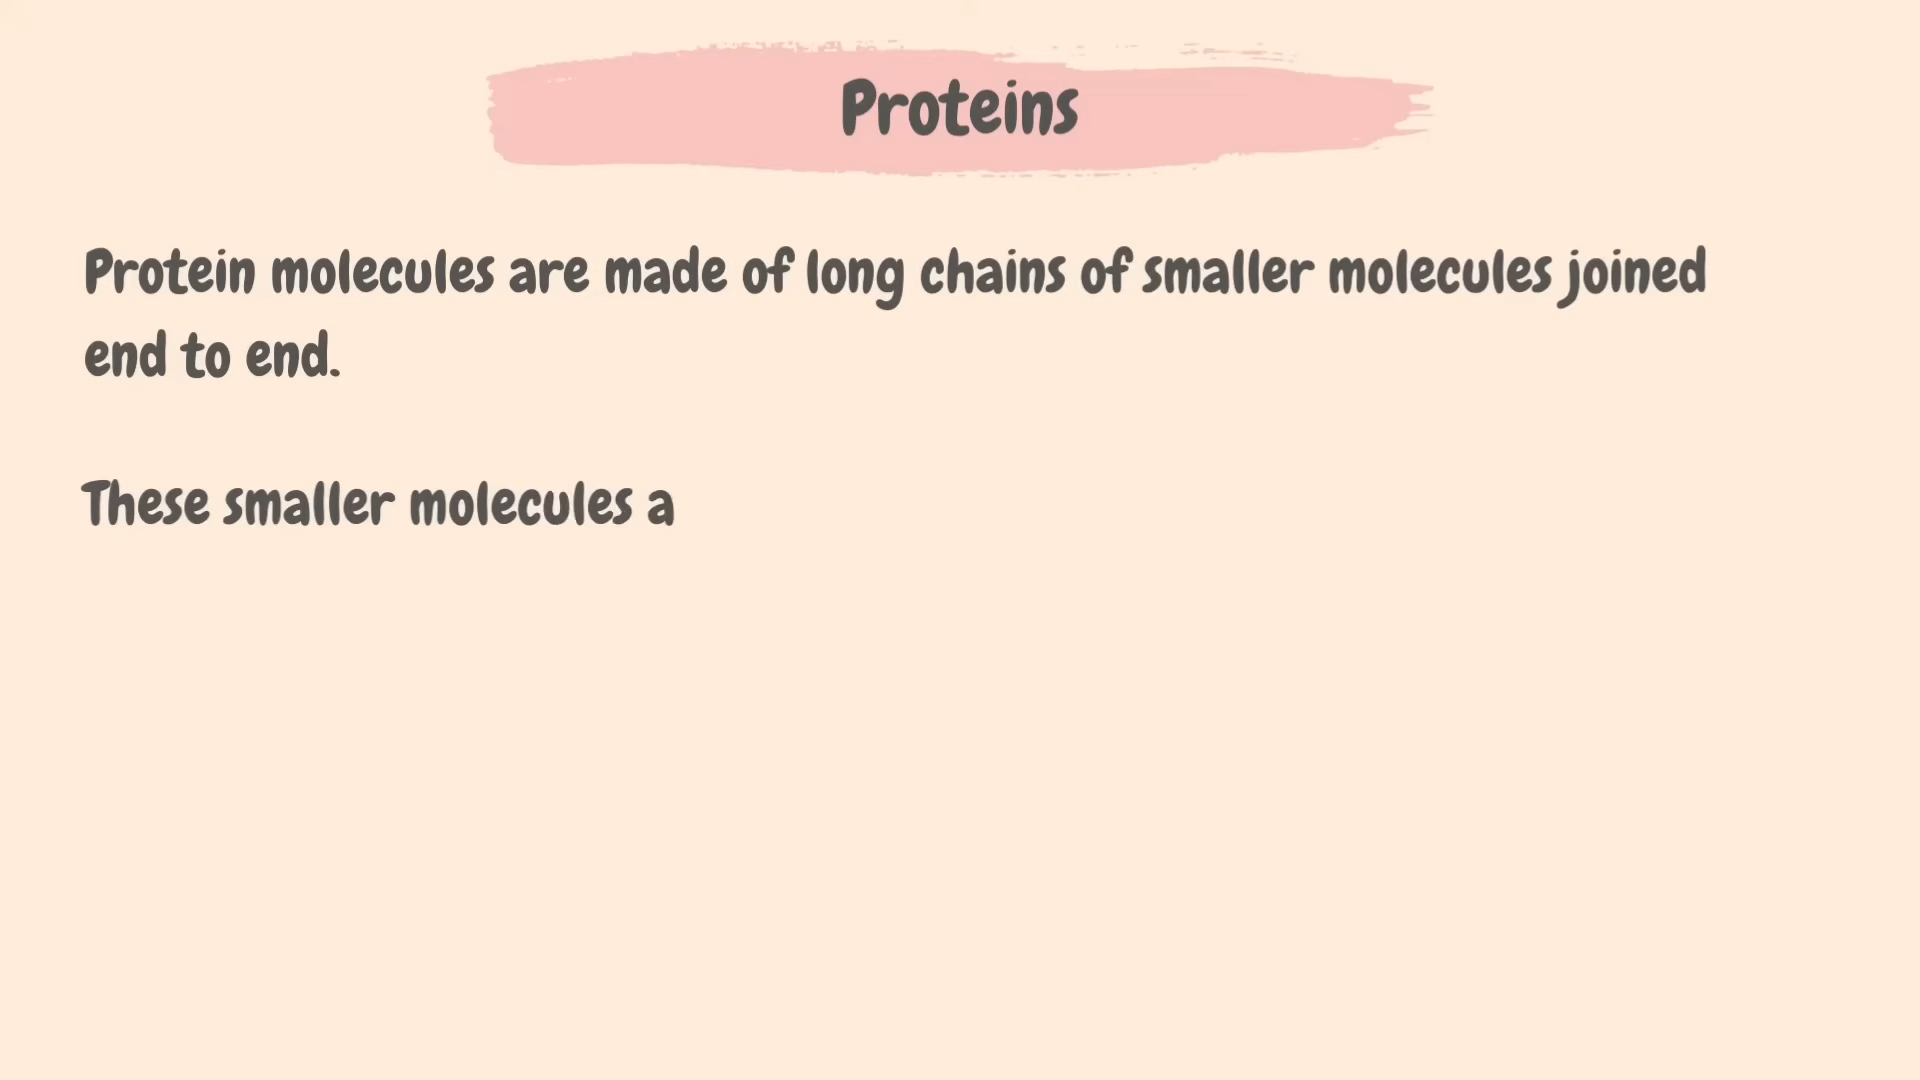 Proteins
Protein molecules are made of long chains of smaller molecules joined
end to end.
These smaller molecules a